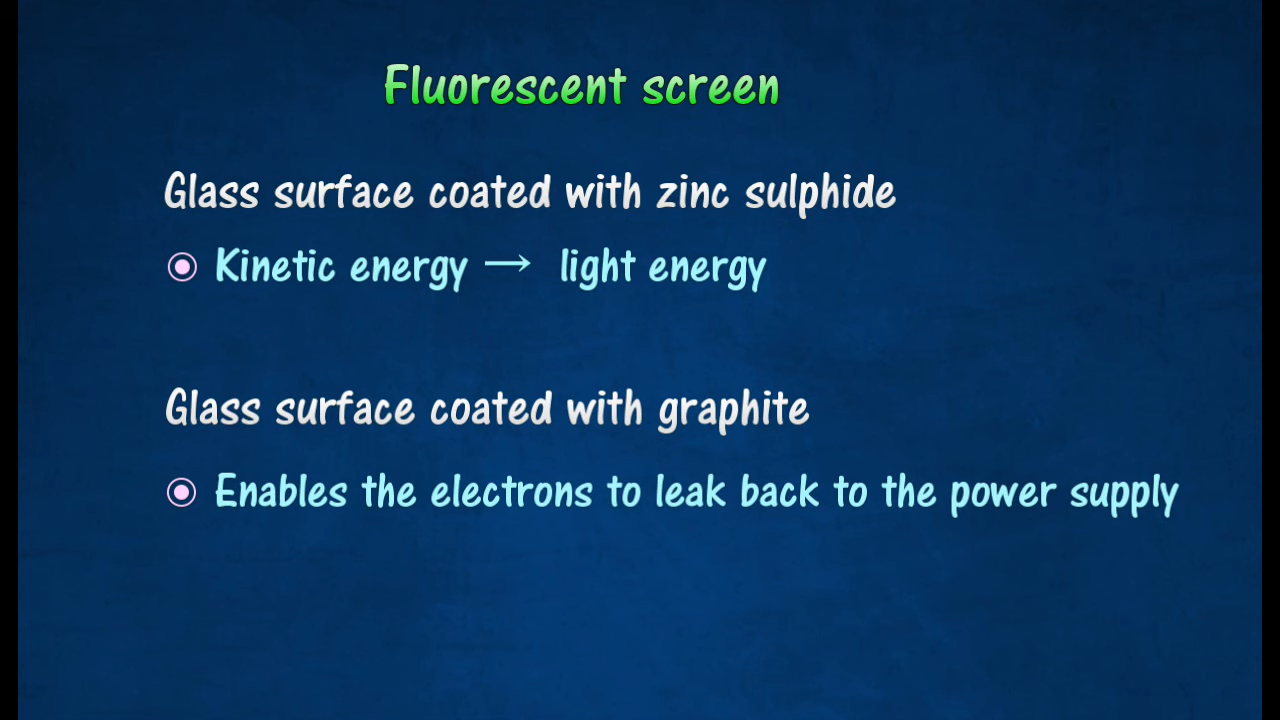 Fluorescent screen
Glass surface coated with zinc sulphide
Kinetic energy → light energy
Glass surface coated with graphite
Enables the electrons to leak back to the power supply